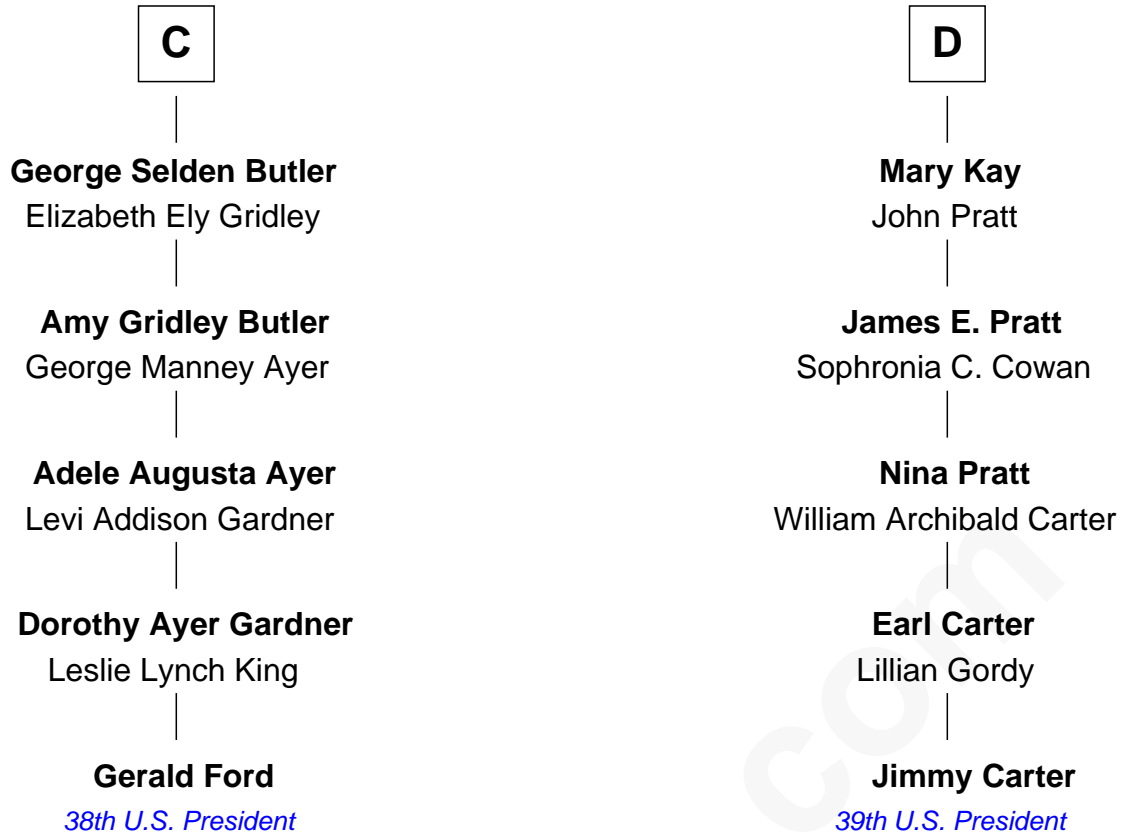 C
George Selden Butler
Elizabeth Ely Gridley
Amy Gridley Butler
George Manney Ayer
Adele Augusta Ayer
Levi Addison Gardner
Dorothy Ayer Gardner
Leslie Lynch King
Gerald Ford
38th U.S. President
D
Mary Kay
John Pratt
James E. Pratt
Sophronia C. Cowan
Nina Pratt
William Archibald Carter
Earl Carter
Lillian Gordy
Jimmy Carter
39th U.S. President
com